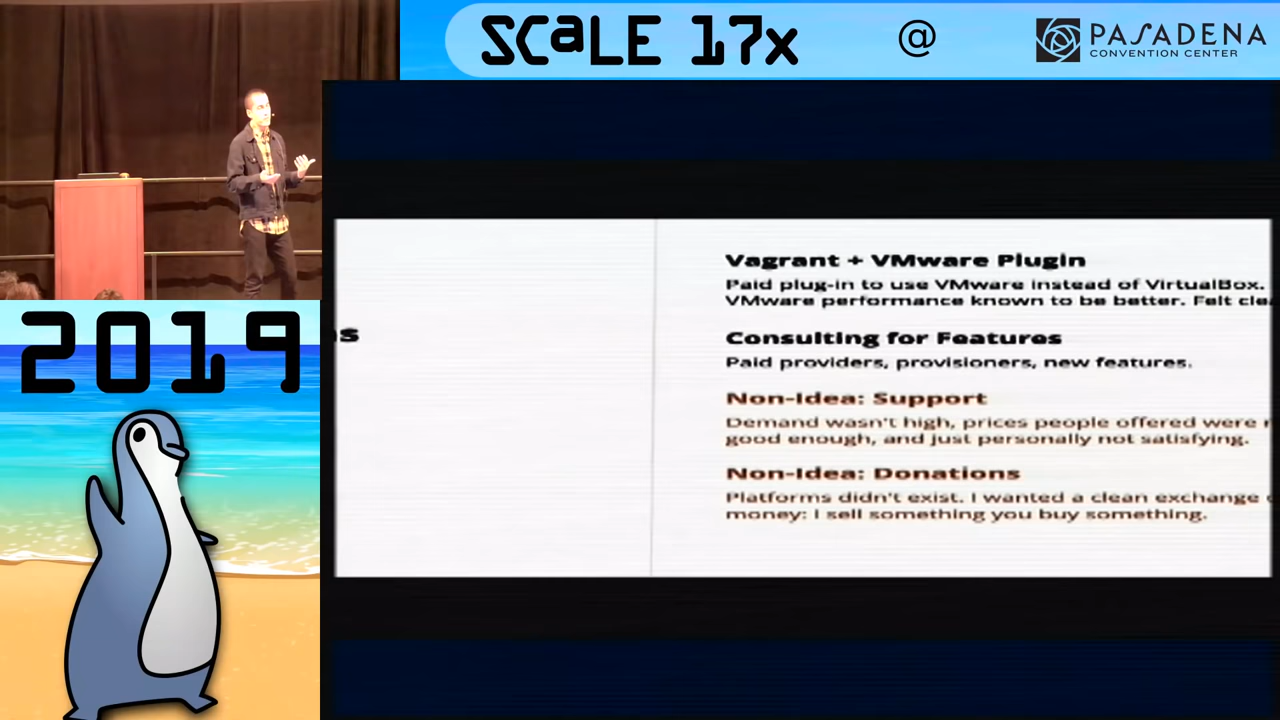 SCaLE 17x
@
PASADENA
CONVENTION CENTER
2019
Vagrant + VMware Plugin
Paid plug-in to use VMware instead of VirtualBox.
VMware performance known to be better. Felt
Consulting for Features
Paid providers, provisioners, new features.
Non-Idea: Support
Demand wasn't high, prices people offered were
good enough, and just personally not satisfying.
Non-Idea: Donations
Platforms didn't exist. I wanted a clean exchange
money: I sell something you buy something.